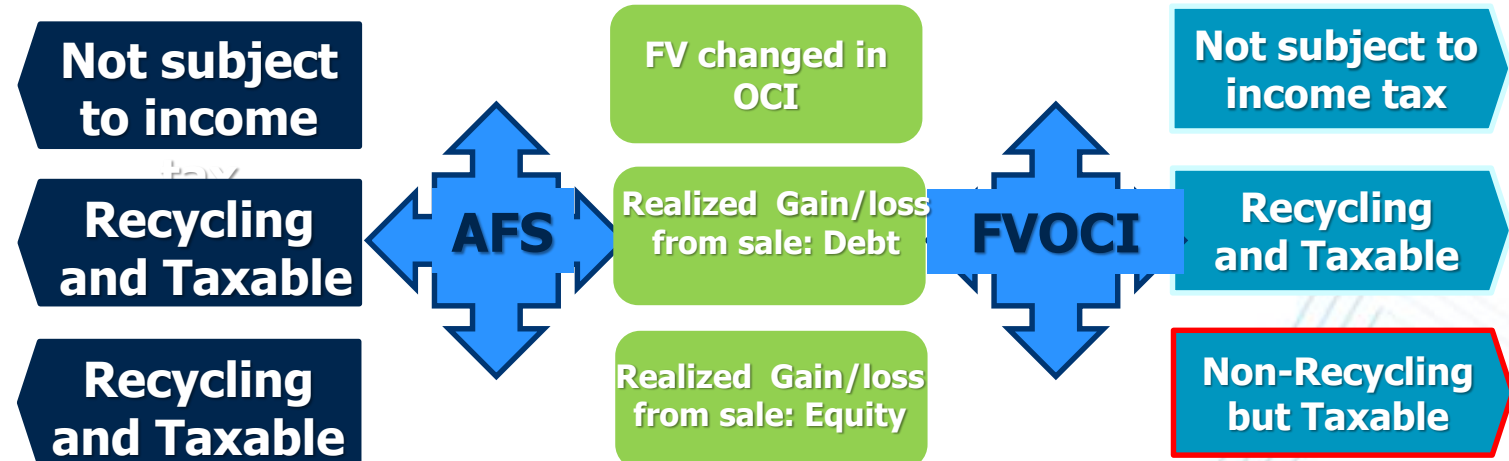 Not subject
to income
tax
FV changed in
OCI
Not subject to
income tax
Recycling
and Taxable
AFS
Realized Gain/loss
from sale: Debt
FVOCI
Recycling
and Taxable
Recycling
and Taxable
Realized Gain/loss
from sale: Equity
Non-Recycling
but Taxable